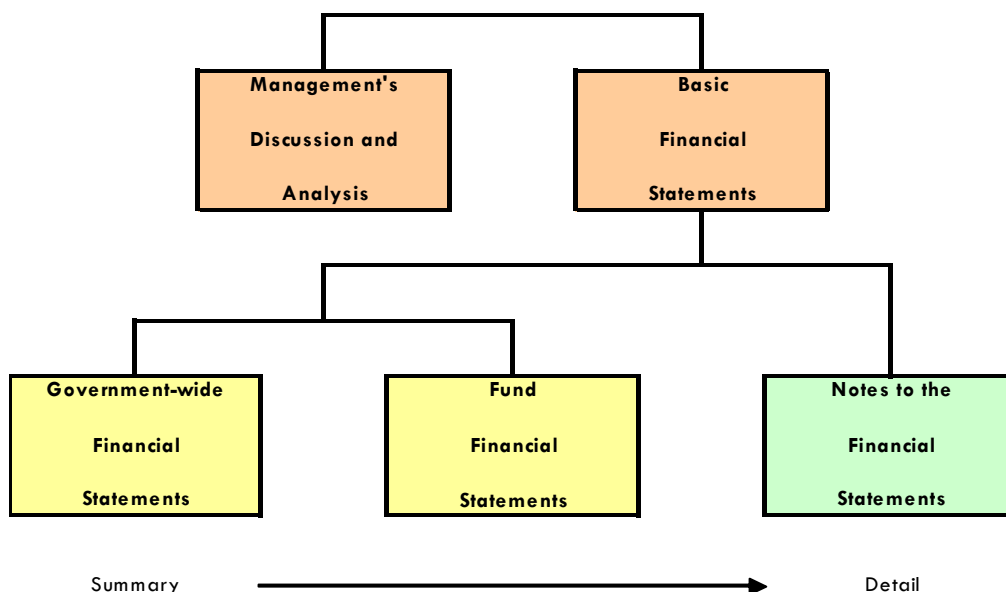 Management's
Discussion and
Analysis
Basic
Financial
Statements
Government-wide
Financial
Statements
Fund
Financial
Statements
Notes to the
Financial
Statements
Summary
Detail